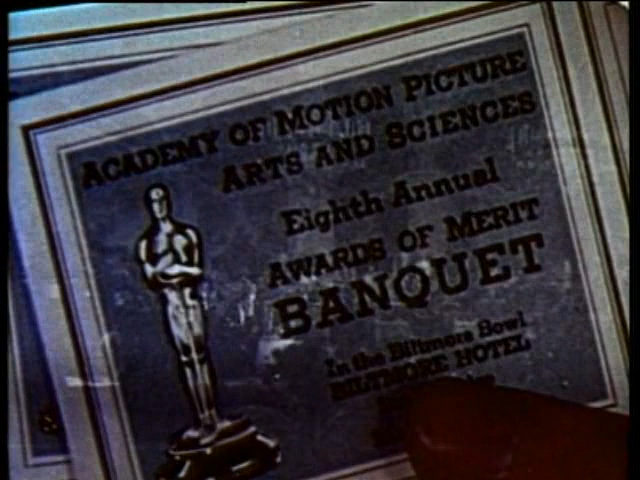 ACADEMY OF MOTION PICTURE
ARTS AND SCIENCES
Eighth Annual
AWARDS OF MERIT
BANQUET
In the Biltmore Bowl
BILTMORE HOTEL